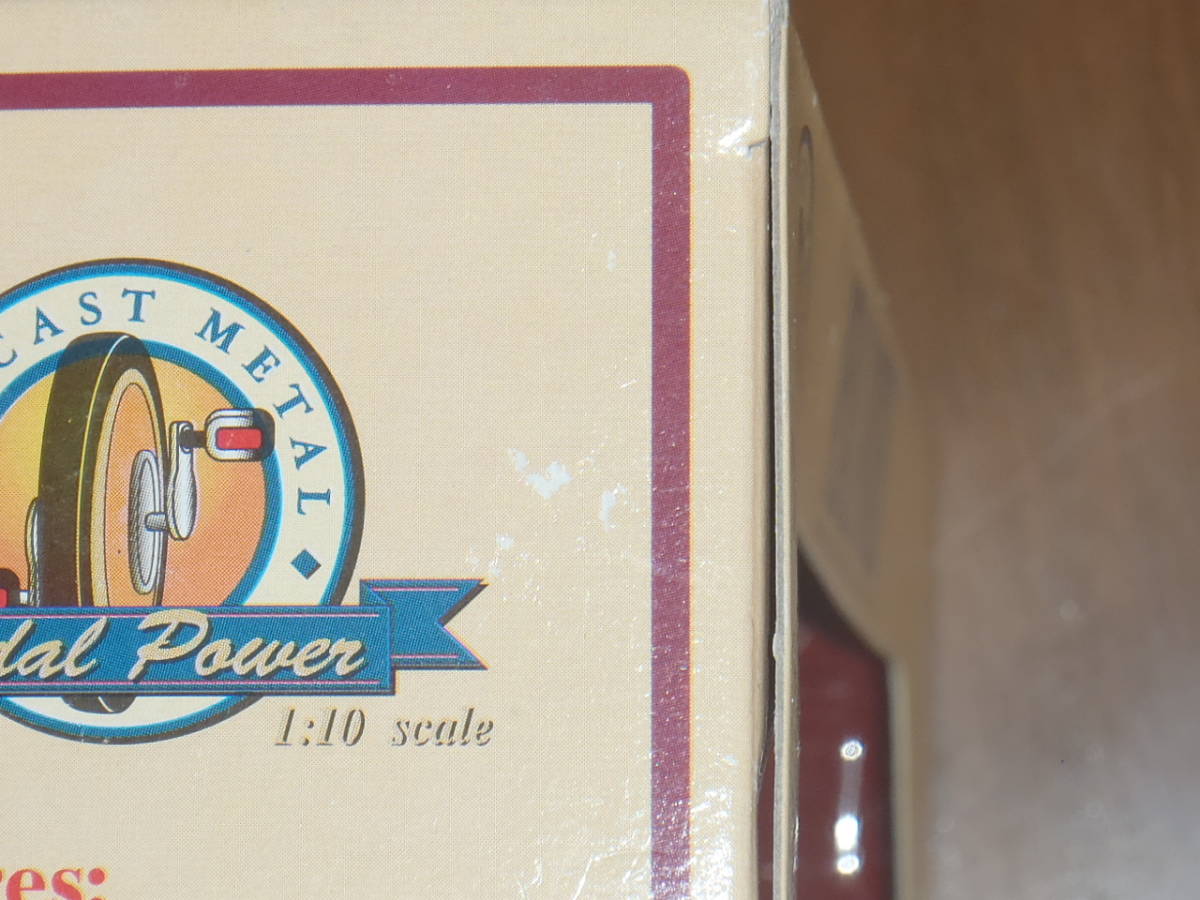 CAST METAL
dal Power
1:10 scale
res: